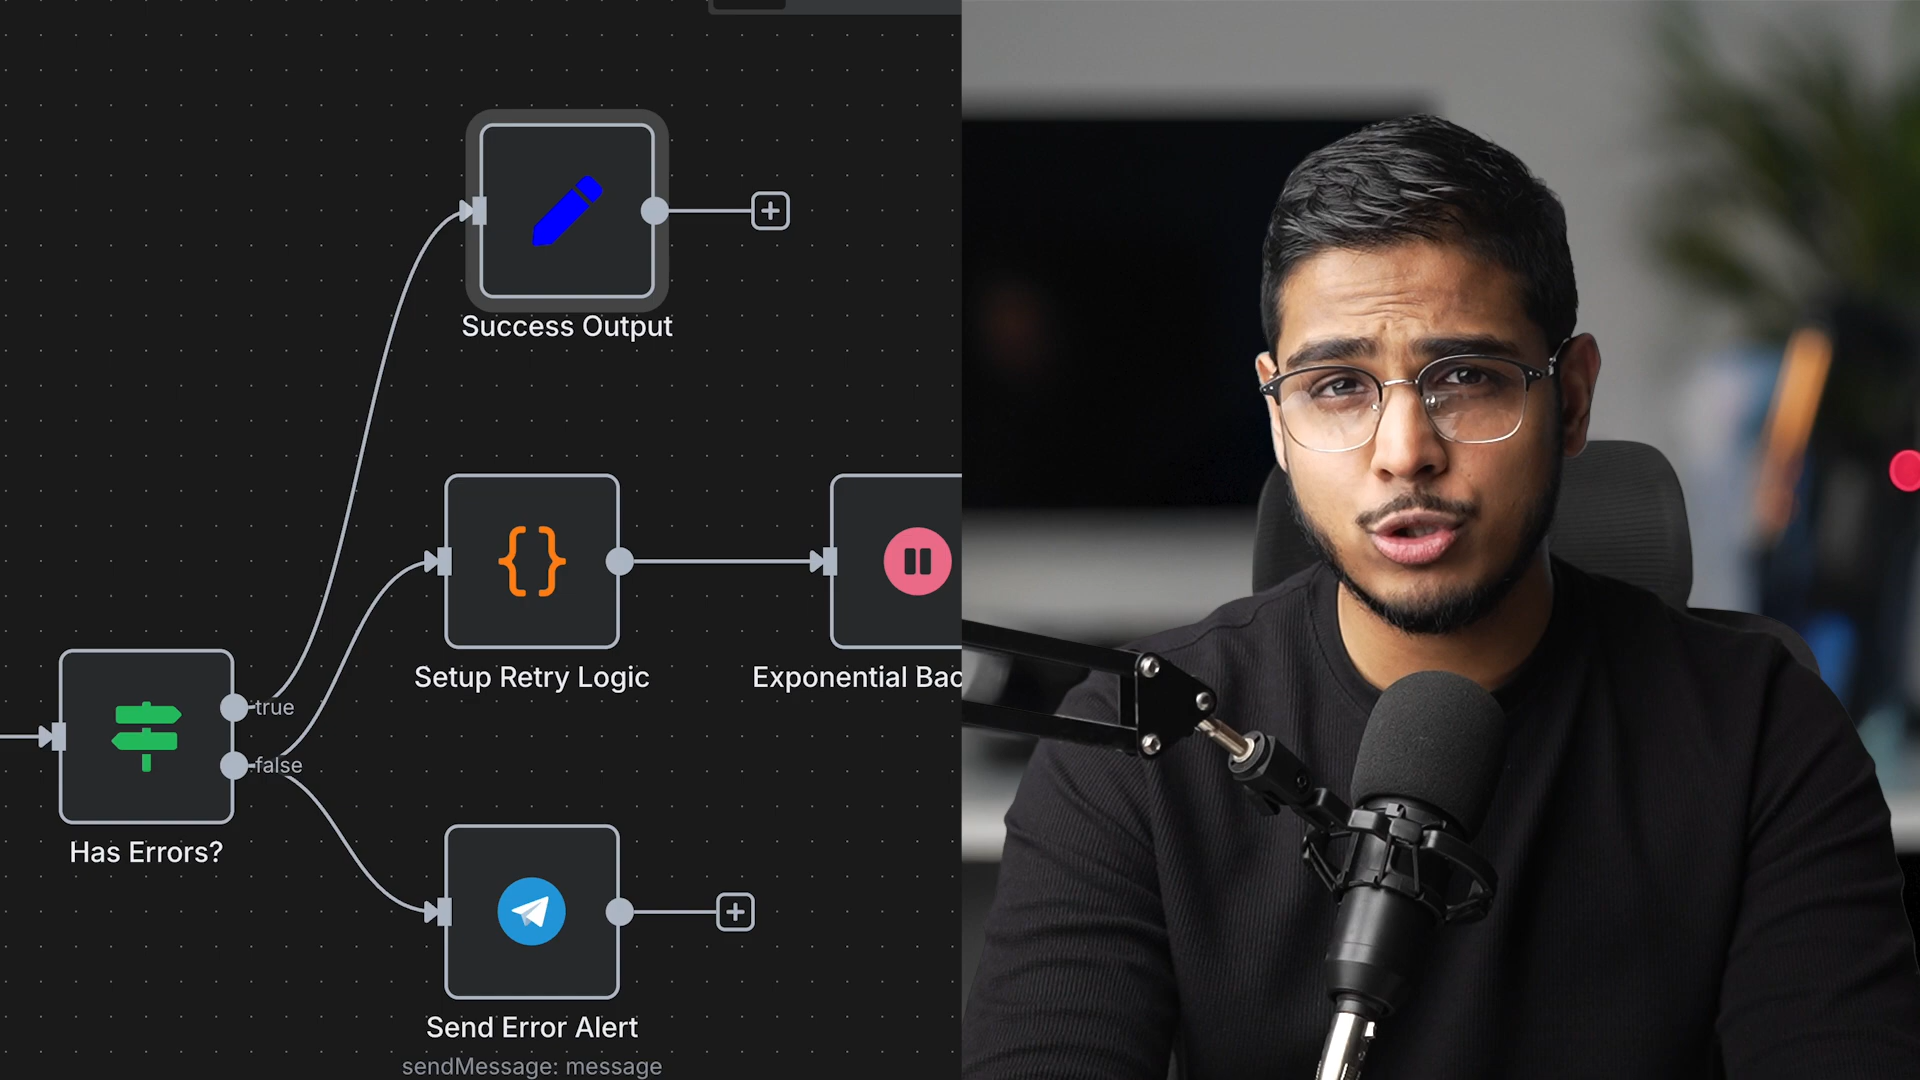 Success Output
Setup Retry Logic
Exponential Bac
true
false
Has Errors?
Send Error Alert
sendMessage: message